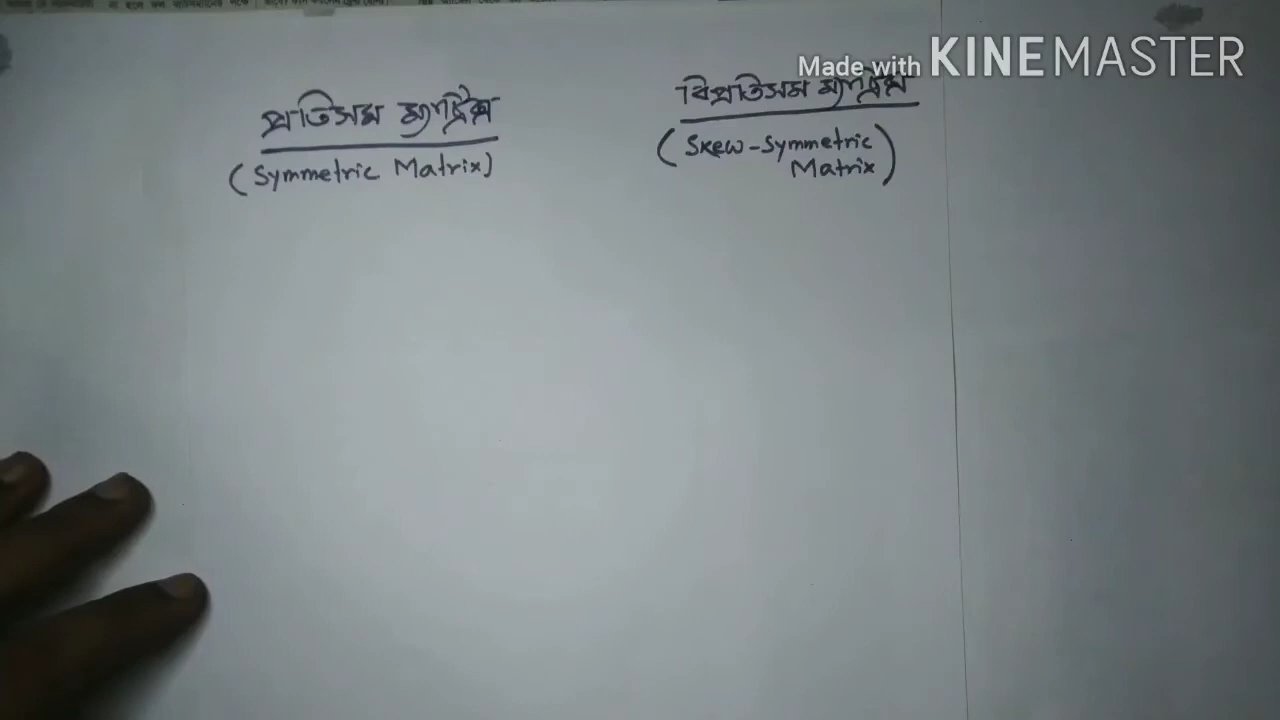 প্রতিসম ম্যাট্রিক্স
(Symmetric Matrix)
বিপ্রতিসম ম্যাট্রিক্স
(Skew-Symmetric
Matrix)
Made with KINEMASTER